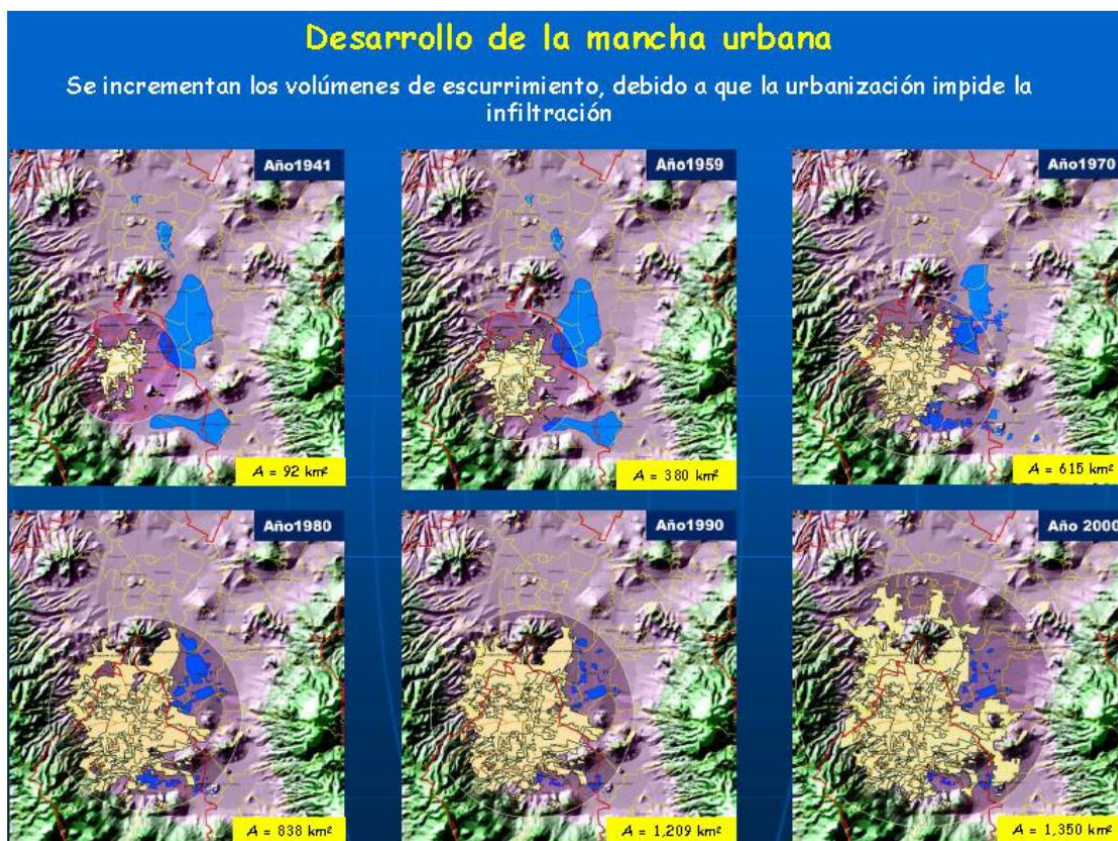 Desarrollo de la mancha urbana
Se incrementan los volúmenes de escurrimiento, debido a que la urbanización impide la
infiltración
Año1941
Año1959
Año1970
A = 92 km²
A = 380 km²
A = 615 km²
Año1980
Año1990
Año 2000
A = 838 km²
A = 1,209 km²
A = 1,350 km²